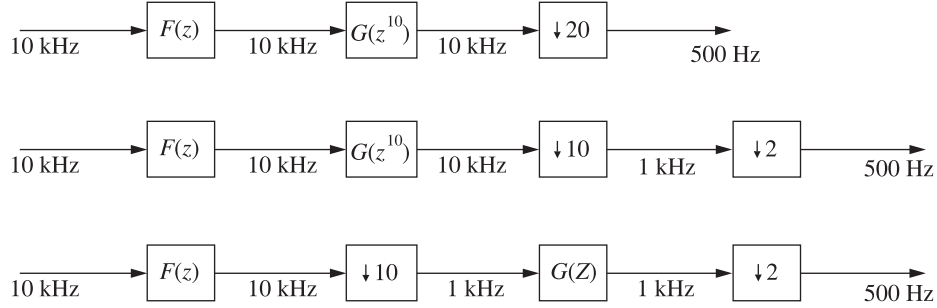 F(z) G(z^10) ↓20
10 kHz 10 kHz 10 kHz 500 Hz
F(z) G(z^10) ↓10 ↓2
10 kHz 10 kHz 10 kHz 1 kHz 500 Hz
F(z) ↓10 G(Z) ↓2
10 kHz 10 kHz 1 kHz 1 kHz 500 Hz